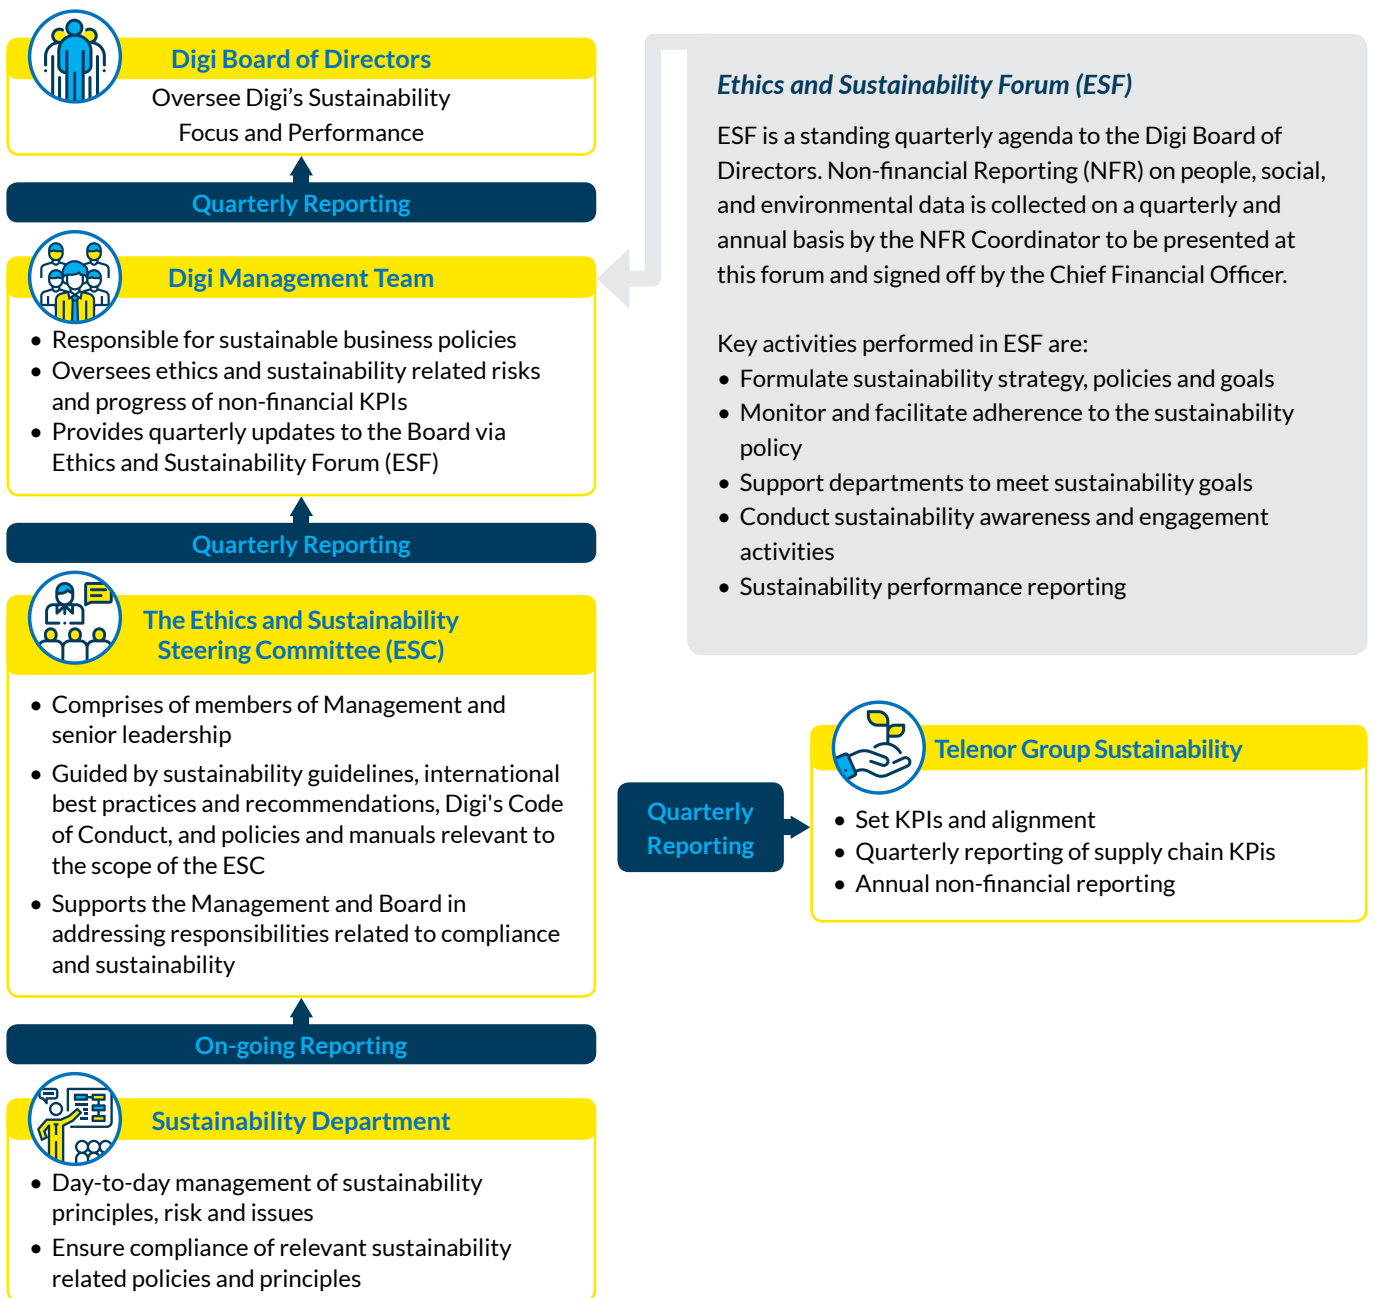 Digi Board of Directors
Oversee Digi’s Sustainability
Focus and Performance
Quarterly Reporting
Digi Management Team
• Responsible for sustainable business policies
• Oversees ethics and sustainability related risks
and progress of non-financial KPIs
• Provides quarterly updates to the Board via
Ethics and Sustainability Forum (ESF)
Quarterly Reporting
The Ethics and Sustainability
Steering Committee (ESC)
• Comprises of members of Management and
senior leadership
• Guided by sustainability guidelines, international
best practices and recommendations, Digi's Code
of Conduct, and policies and manuals relevant to
the scope of the ESC
• Supports the Management and Board in
addressing responsibilities related to compliance
and sustainability
On-going Reporting
Sustainability Department
• Day-to-day management of sustainability
principles, risk and issues
• Ensure compliance of relevant sustainability
related policies and principles
Ethics and Sustainability Forum (ESF)
ESF is a standing quarterly agenda to the Digi Board of
Directors. Non-financial Reporting (NFR) on people, social,
and environmental data is collected on a quarterly and
annual basis by the NFR Coordinator to be presented at
this forum and signed off by the Chief Financial Officer.
Key activities performed in ESF are:
• Formulate sustainability strategy, policies and goals
• Monitor and facilitate adherence to the sustainability
policy
• Support departments to meet sustainability goals
• Conduct sustainability awareness and engagement
activities
• Sustainability performance reporting
Quarterly
Reporting
Telenor Group Sustainability
• Set KPIs and alignment
• Quarterly reporting of supply chain KPis
• Annual non-financial reporting